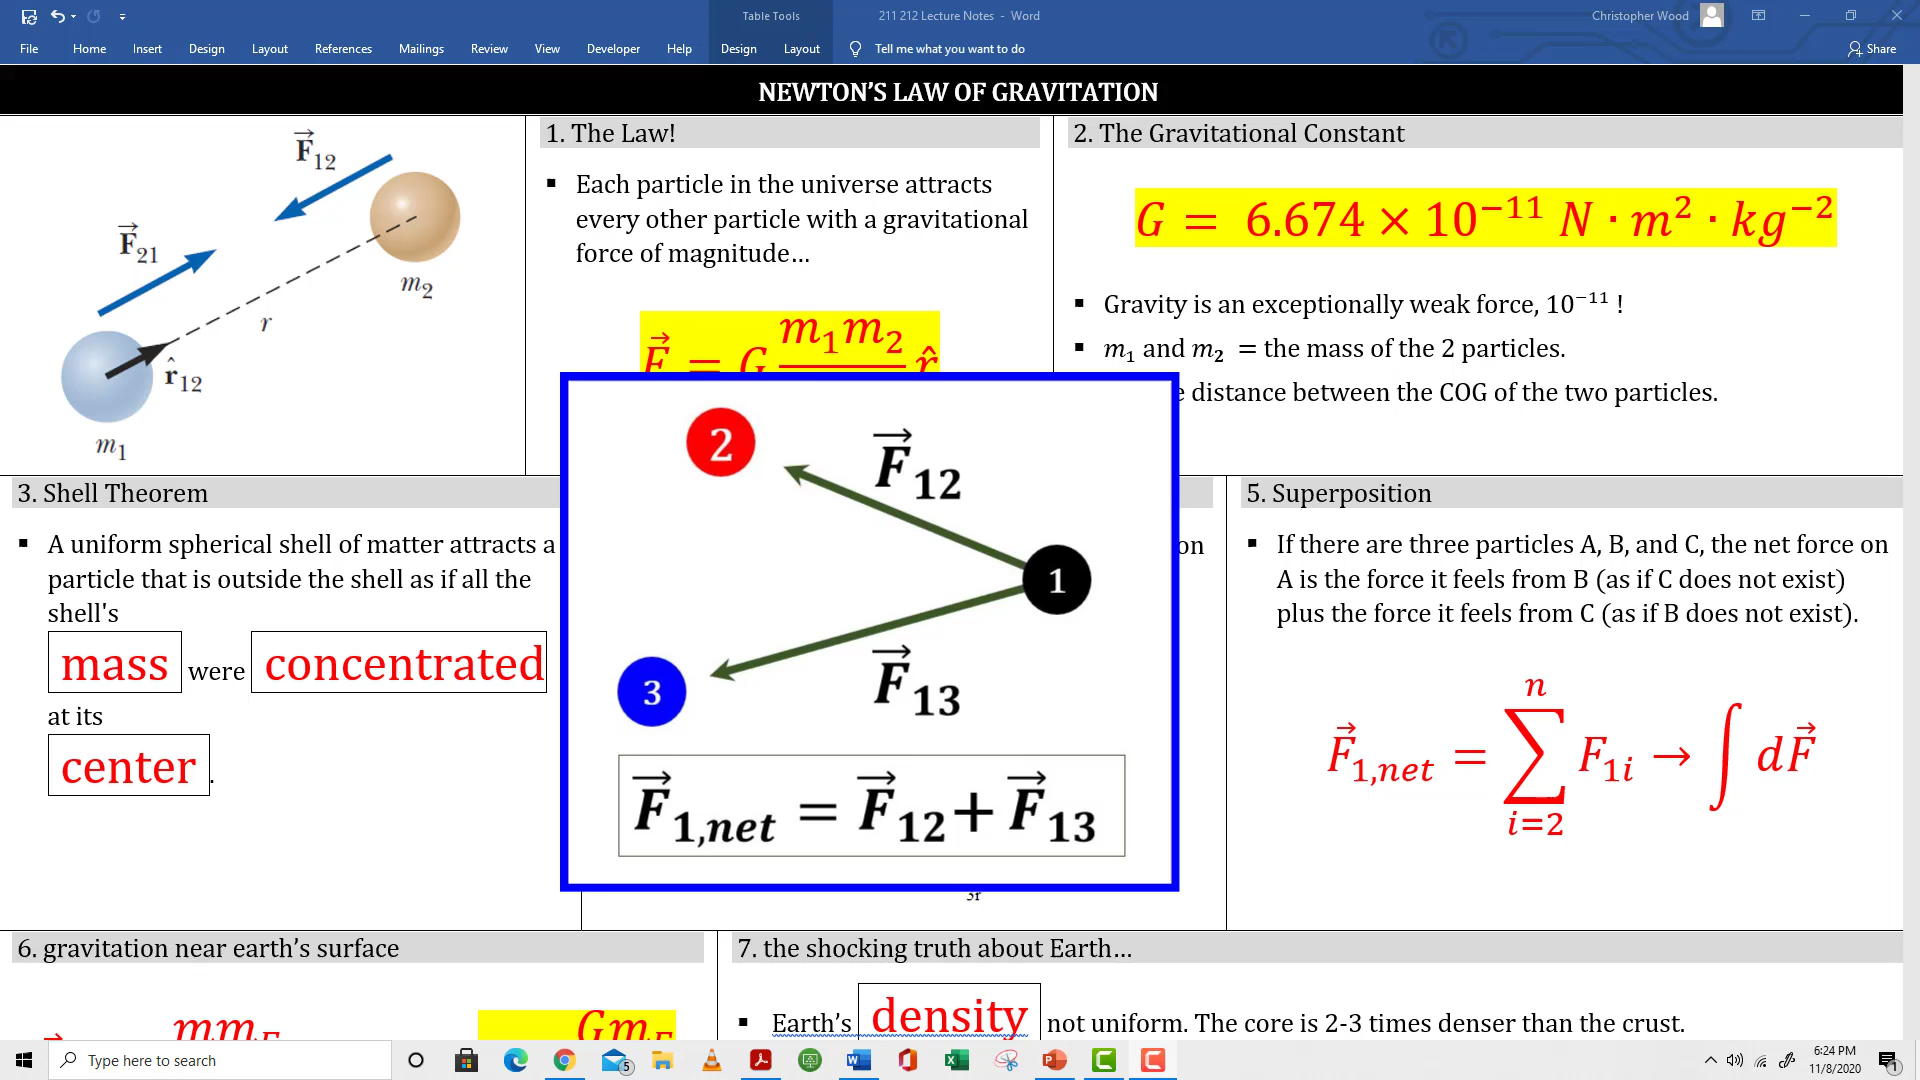 Table Tools
211 212 Lecture Notes - Word
Christopher Wood
File Home Insert Design Layout References Mailings Review View Developer Help Design Layout Tell me what you want to do Share
NEWTON'S LAW OF GRAVITATION
F⃗12
F⃗21
r
r̂12
m1
m2
1. The Law!
▪ Each particle in the universe attracts
every other particle with a gravitational
force of magnitude…
F⃗ = G m1m2 r̂
2. The Gravitational Constant
G = 6.674 × 10⁻¹¹ N · m² · kg⁻²
▪ Gravity is an exceptionally weak force, 10⁻¹¹ !
▪ m₁ and m₂ = the mass of the 2 particles.
e distance between the COG of the two particles.
3. Shell Theorem
▪ A uniform spherical shell of matter attracts a
particle that is outside the shell as if all the
shell's
mass were concentrated
at its
center .
2
F⃗12
1
F⃗13
3
F⃗1,net = F⃗12 + F⃗13
on
3r
5. Superposition
▪ If there are three particles A, B, and C, the net force on
A is the force it feels from B (as if C does not exist)
plus the force it feels from C (as if B does not exist).
F⃗1,net = ∑ n i=2 F1i → ∫ dF⃗
6. gravitation near earth's surface
mmE
GmE
7. the shocking truth about Earth…
▪ Earth's density not uniform. The core is 2-3 times denser than the crust.
Type here to search
5
6:24 PM
11/8/2020
1